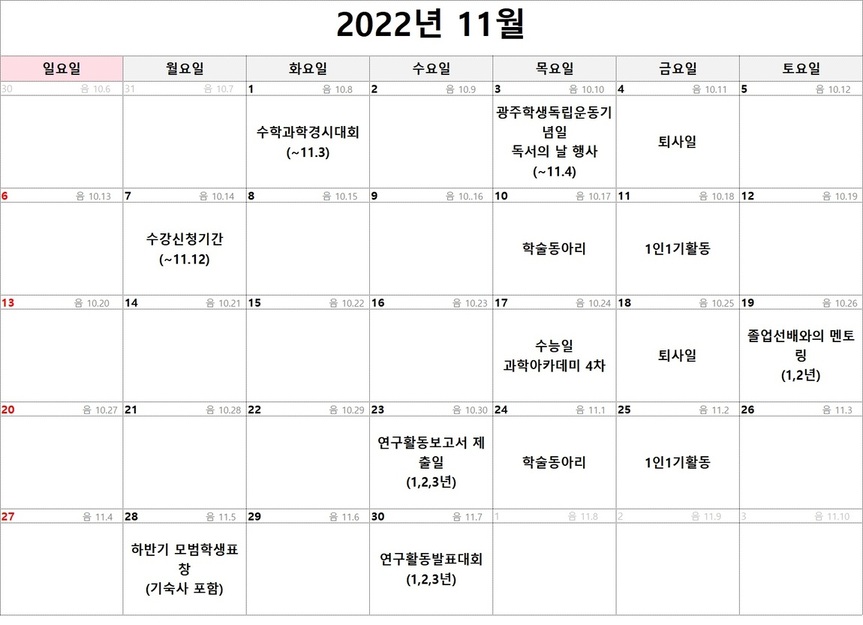 2022년 11월
일요일 월요일 화요일 수요일 목요일 금요일 토요일
30 음 10.6 31 음 10.7 1 음 10.8 2 음 10.9 3 음 10.10 4 음 10.11 5 음 10.12
수학과학경시대회
(~11.3)
광주학생독립운동기
념일
독서의 날 행사
(~11.4)
퇴사일
6 음 10.13 7 음 10.14 8 음 10.15 9 음 10..16 10 음 10.17 11 음 10.18 12 음 10.19
수강신청기간
(~11.12)
학술동아리
1인1기활동
13 음 10.20 14 음 10.21 15 음 10.22 16 음 10.23 17 음 10.24 18 음 10.25 19 음 10.26
수능일
과학아카데미 4차
퇴사일
졸업선배와의 멘토
링
(1,2년)
20 음 10.27 21 음 10.28 22 음 10.29 23 음 10.30 24 음 11.1 25 음 11.2 26 음 11.3
연구활동보고서 제
출일
(1,2,3년)
학술동아리
1인1기활동
27 음 11.4 28 음 11.5 29 음 11.6 30 음 11.7 1 음 11.8 2 음 11.9 3 음 11.10
하반기 모범학생표
창
(기숙사 포함)
연구활동발표대회
(1,2,3년)